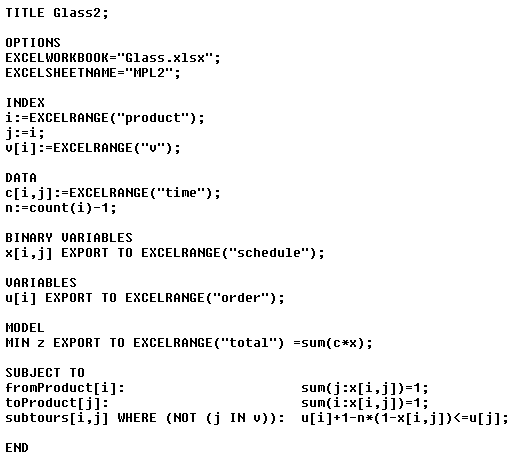 TITLE Glass2;
OPTIONS
EXCELWORKBOOK="Glass.xlsx";
EXCELSHEETNAME="MPL2";
INDEX
i:=EXCELRANGE("product");
j:=i;
v[i]:=EXCELRANGE("v");
DATA
c[i,j]:=EXCELRANGE("time");
n:=count(i)-1;
BINARY VARIABLES
x[i,j] EXPORT TO EXCELRANGE("schedule");
VARIABLES
u[i] EXPORT TO EXCELRANGE("order");
MODEL
MIN z EXPORT TO EXCELRANGE("total") =sum(c*x);
SUBJECT TO
fromProduct[i]: sum(j:x[i,j])=1;
toProduct[j]: sum(i:x[i,j])=1;
subtours[i,j] WHERE (NOT (j IN v)): u[i]+1-n*(1-x[i,j])<=u[j];
END